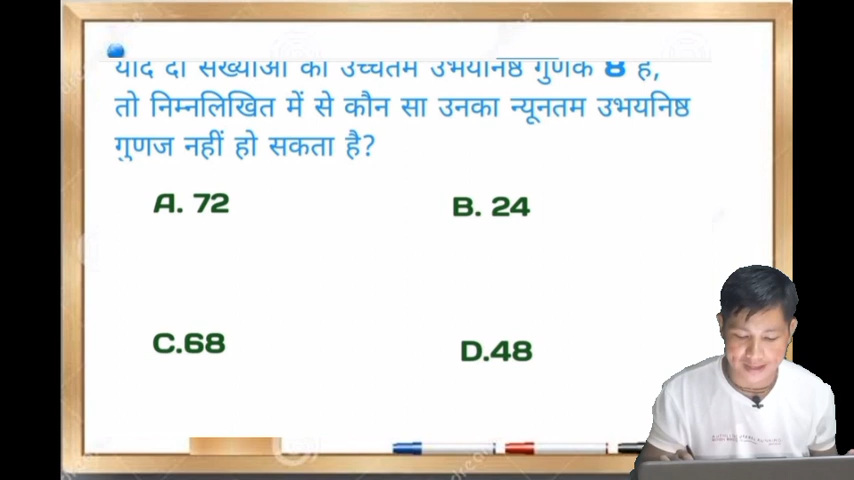 यदि दो संख्याओं का उच्चतम उभयनिष्ठ गुणक 8 है,
तो निम्नलिखित में से कौन सा उनका न्यूनतम उभयनिष्ठ
गुणज नहीं हो सकता है?
A. 72
B. 24
C.68
D.48